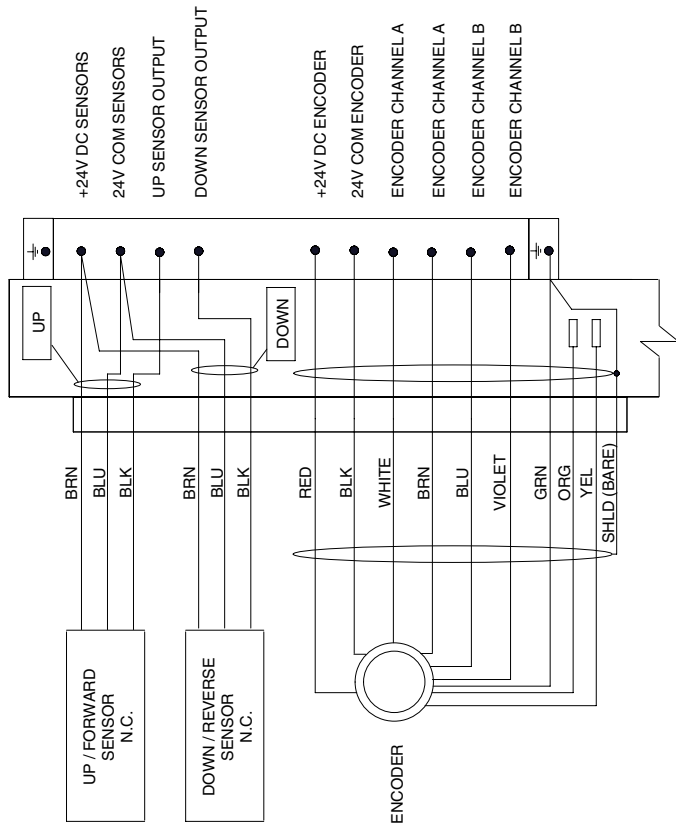 +24V DC SENSORS
24V COM SENSORS
UP SENSOR OUTPUT
DOWN SENSOR OUTPUT
+24V DC ENCODER
24V COM ENCODER
ENCODER CHANNEL A
ENCODER CHANNEL A
ENCODER CHANNEL B
ENCODER CHANNEL B
UP
DOWN
BRN
BLU
BLK
BRN
BLU
BLK
RED
BLK
WHITE
BRN
BLU
VIOLET
GRN
ORG
YEL
SHLD (BARE)
UP / FORWARD
SENSOR
N.C.
DOWN / REVERSE
SENSOR
N.C.
ENCODER